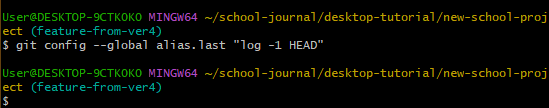 User@DESKTOP-9CTKOKO MINGW64 ~/school-journal/desktop-tutorial/new-school-proj
ect (feature-from-ver4)
$ git config --global alias.last "log -1 HEAD"
User@DESKTOP-9CTKOKO MINGW64 ~/school-journal/desktop-tutorial/new-school-proj
ect (feature-from-ver4)
$